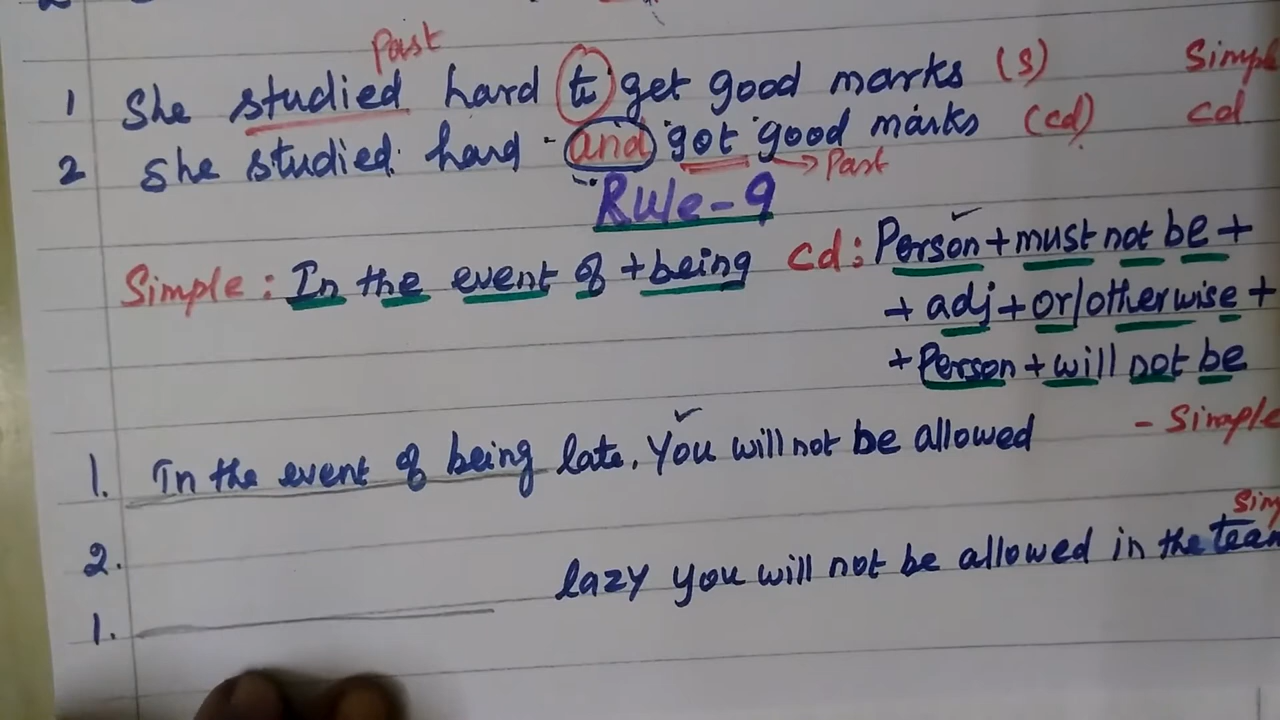 Past
1 She studied hard to get good marks (s) Simple
2 She studied hard and got good marks (cd) cd
→ Past
Rule-9
Simple : In the event of + being cd : Person + must not be +
+ adj + or/otherwise +
+ Person + will not be
1. In the event of being late, you will not be allowed - Simple
2. lazy you will not be allowed in the team
1.